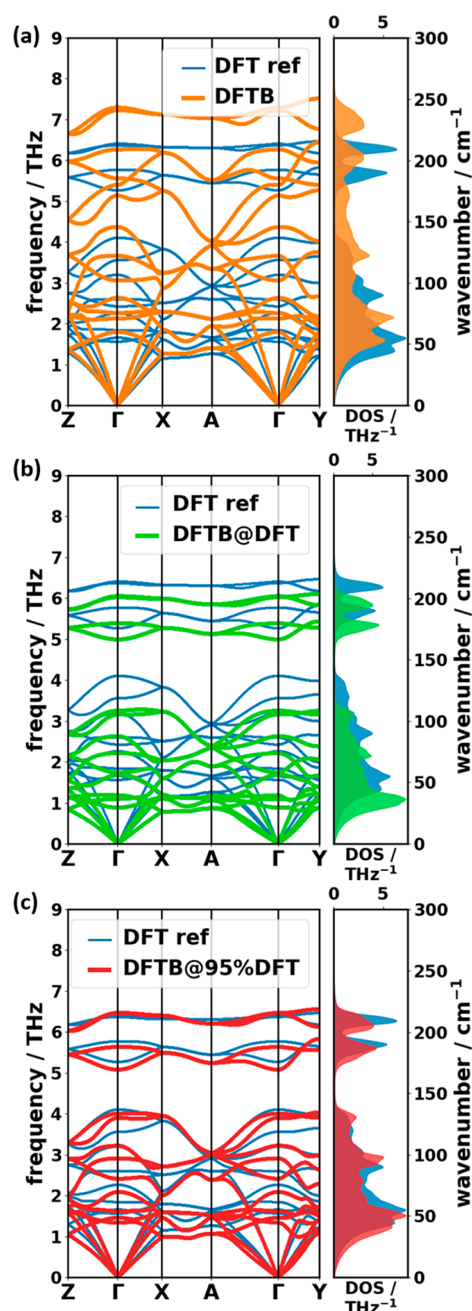 (a)
0 5
9
8
7
6
5
4
3
2
1
0
frequency / THz
DFT ref
DFTB
Z Γ X A Γ Y
300
250
200
150
100
50
0
wavenumber / cm⁻¹
DOS /
THz⁻¹
(b)
0 5
9
8
7
6
5
4
3
2
1
0
frequency / THz
DFT ref
DFTB@DFT
Z Γ X A Γ Y
300
250
200
150
100
50
0
wavenumber / cm⁻¹
DOS /
THz⁻¹
(c)
0 5
9
8
7
6
5
4
3
2
1
0
frequency / THz
DFT ref
DFTB@95%DFT
Z Γ X A Γ Y
300
250
200
150
100
50
0
wavenumber / cm⁻¹
DOS /
THz⁻¹